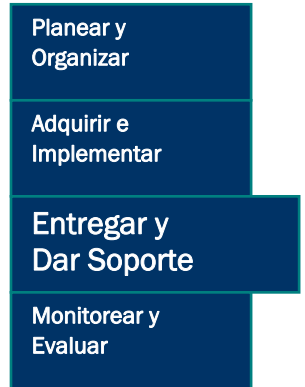 Planear y
Organizar
Adquirir e
Implementar
Entregar y
Dar Soporte
Monitorear y
Evaluar